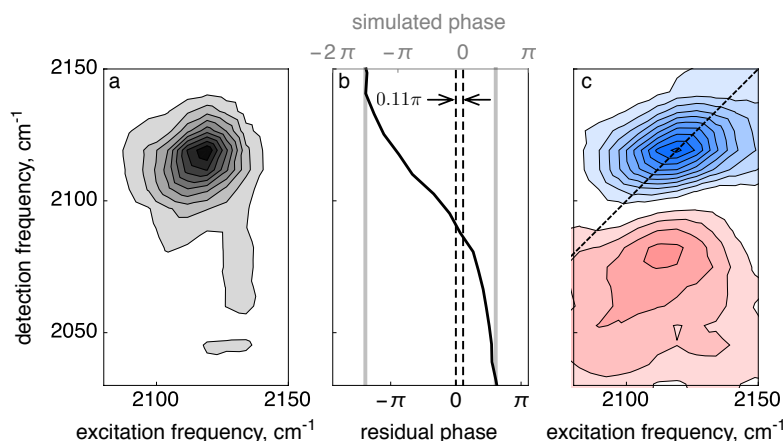 simulated phase
−2 π −π 0 π
2150 a b c
0.11π
2100
2050
detection frequency, cm-1
2100 2150 −π 0 π 2100 2150
excitation frequency, cm-1 residual phase excitation frequency, cm-1